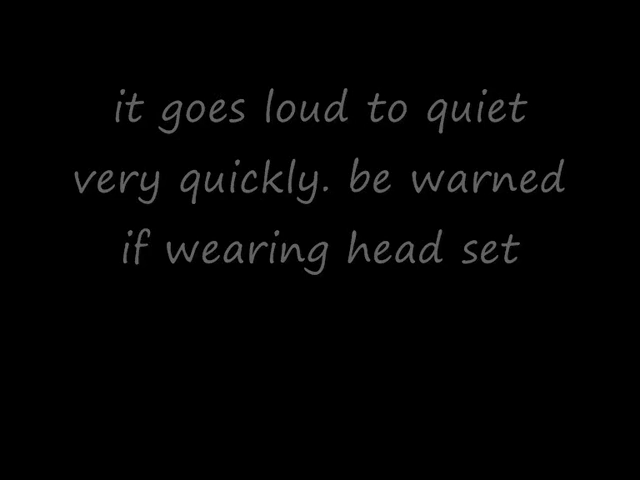 it goes loud to quiet
very quickly. be warned
if wearing head set